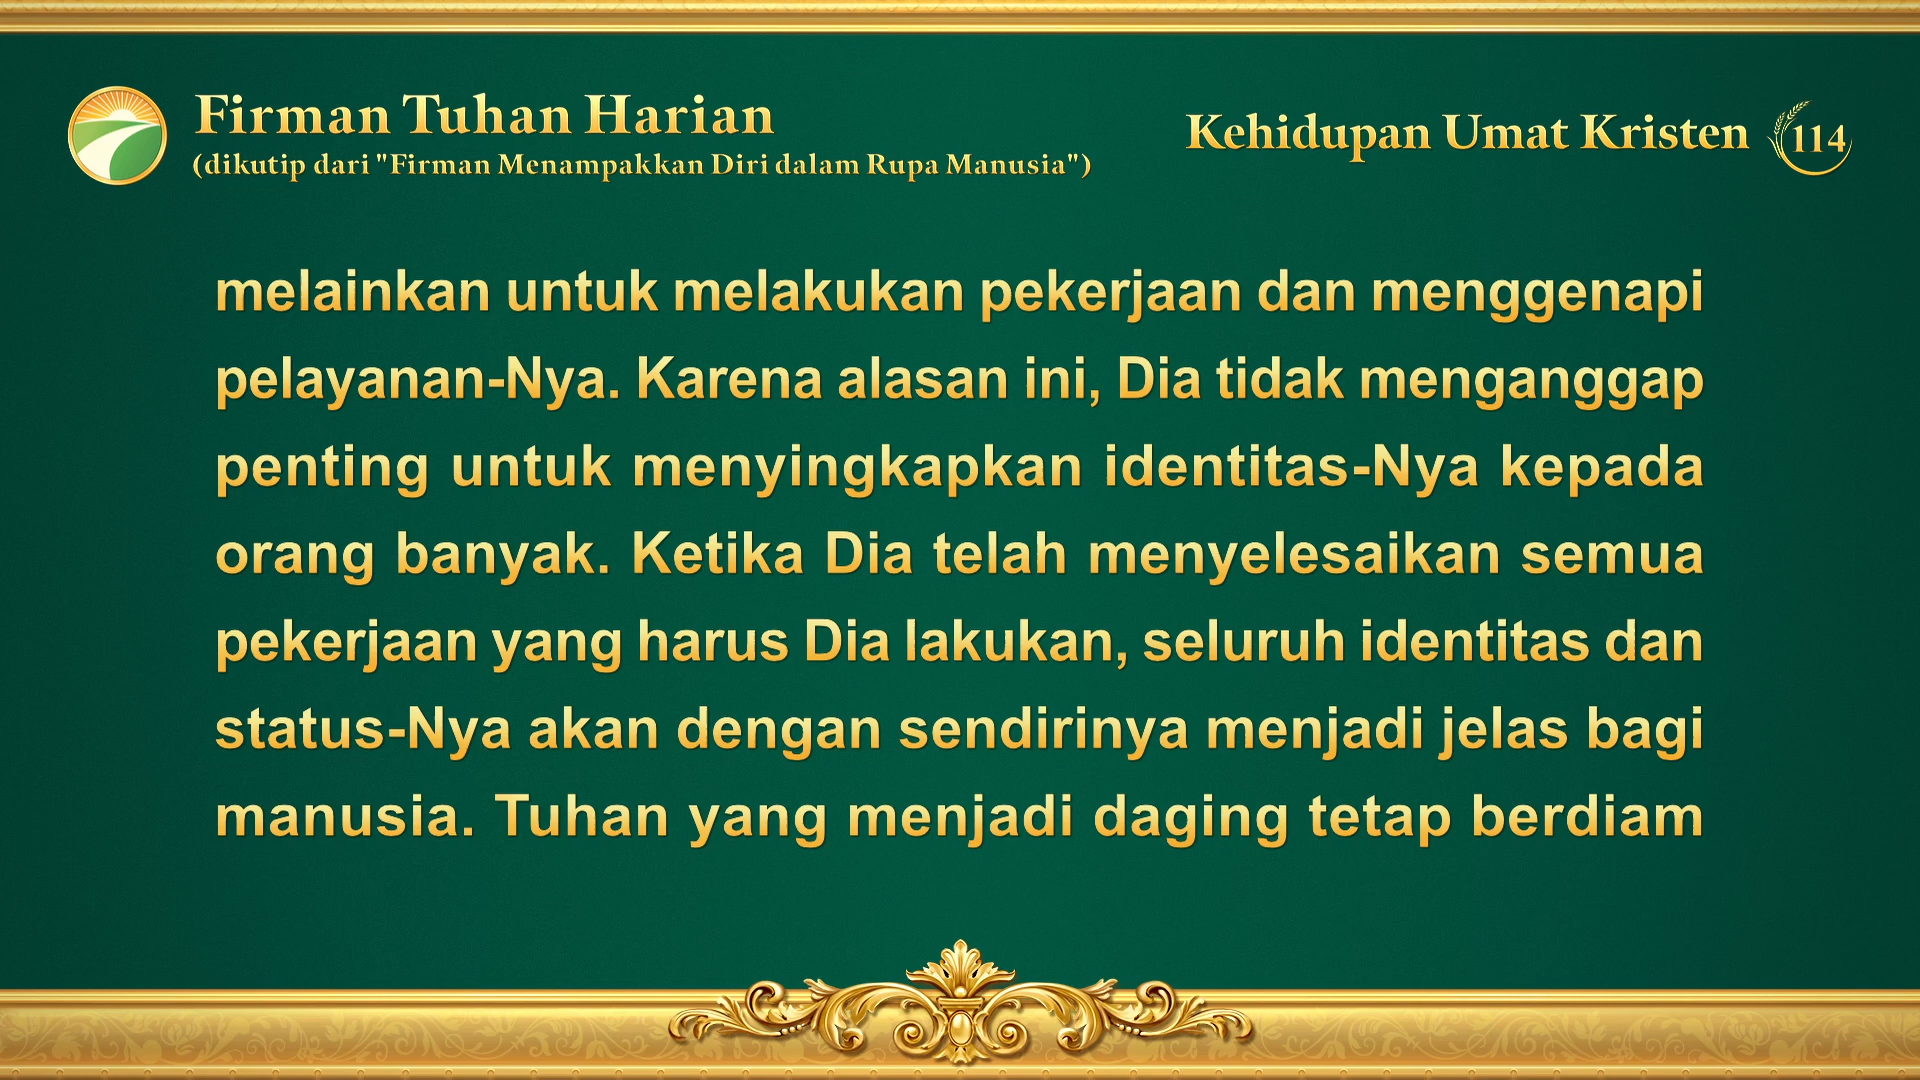 Firman Tuhan Harian
(dikutip dari "Firman Menampakkan Diri dalam Rupa Manusia")
Kehidupan Umat Kristen 114
melainkan untuk melakukan pekerjaan dan menggenapi
pelayanan-Nya. Karena alasan ini, Dia tidak menganggap
penting untuk menyingkapkan identitas-Nya kepada
orang banyak. Ketika Dia telah menyelesaikan semua
pekerjaan yang harus Dia lakukan, seluruh identitas dan
status-Nya akan dengan sendirinya menjadi jelas bagi
manusia. Tuhan yang menjadi daging tetap berdiam